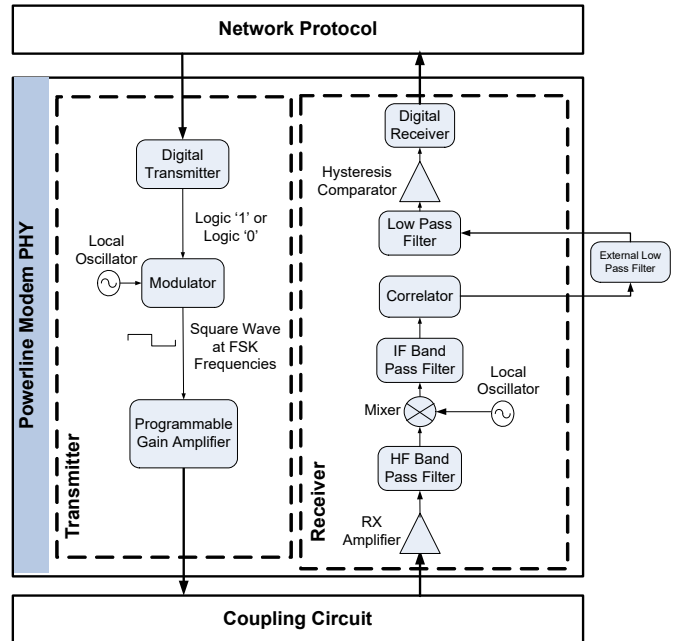 Network Protocol
Powerline Modem PHY
Transmitter
Digital
Transmitter
Logic ‘1’ or
Logic ‘0’
Local
Oscillator
Modulator
Square Wave
at FSK
Frequencies
Programmable
Gain Amplifier
Receiver
Digital
Receiver
Hysteresis
Comparator
Low Pass
Filter
External Low
Pass Filter
Correlator
IF Band
Pass Filter
Local
Oscillator
Mixer
HF Band
Pass Filter
RX
Amplifier
Coupling Circuit